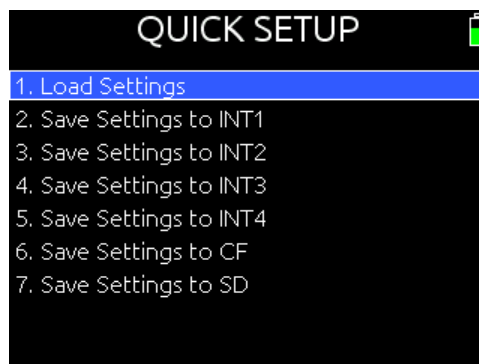 QUICK SETUP
1. Load Settings
2. Save Settings to INT1
3. Save Settings to INT2
4. Save Settings to INT3
5. Save Settings to INT4
6. Save Settings to CF
7. Save Settings to SD